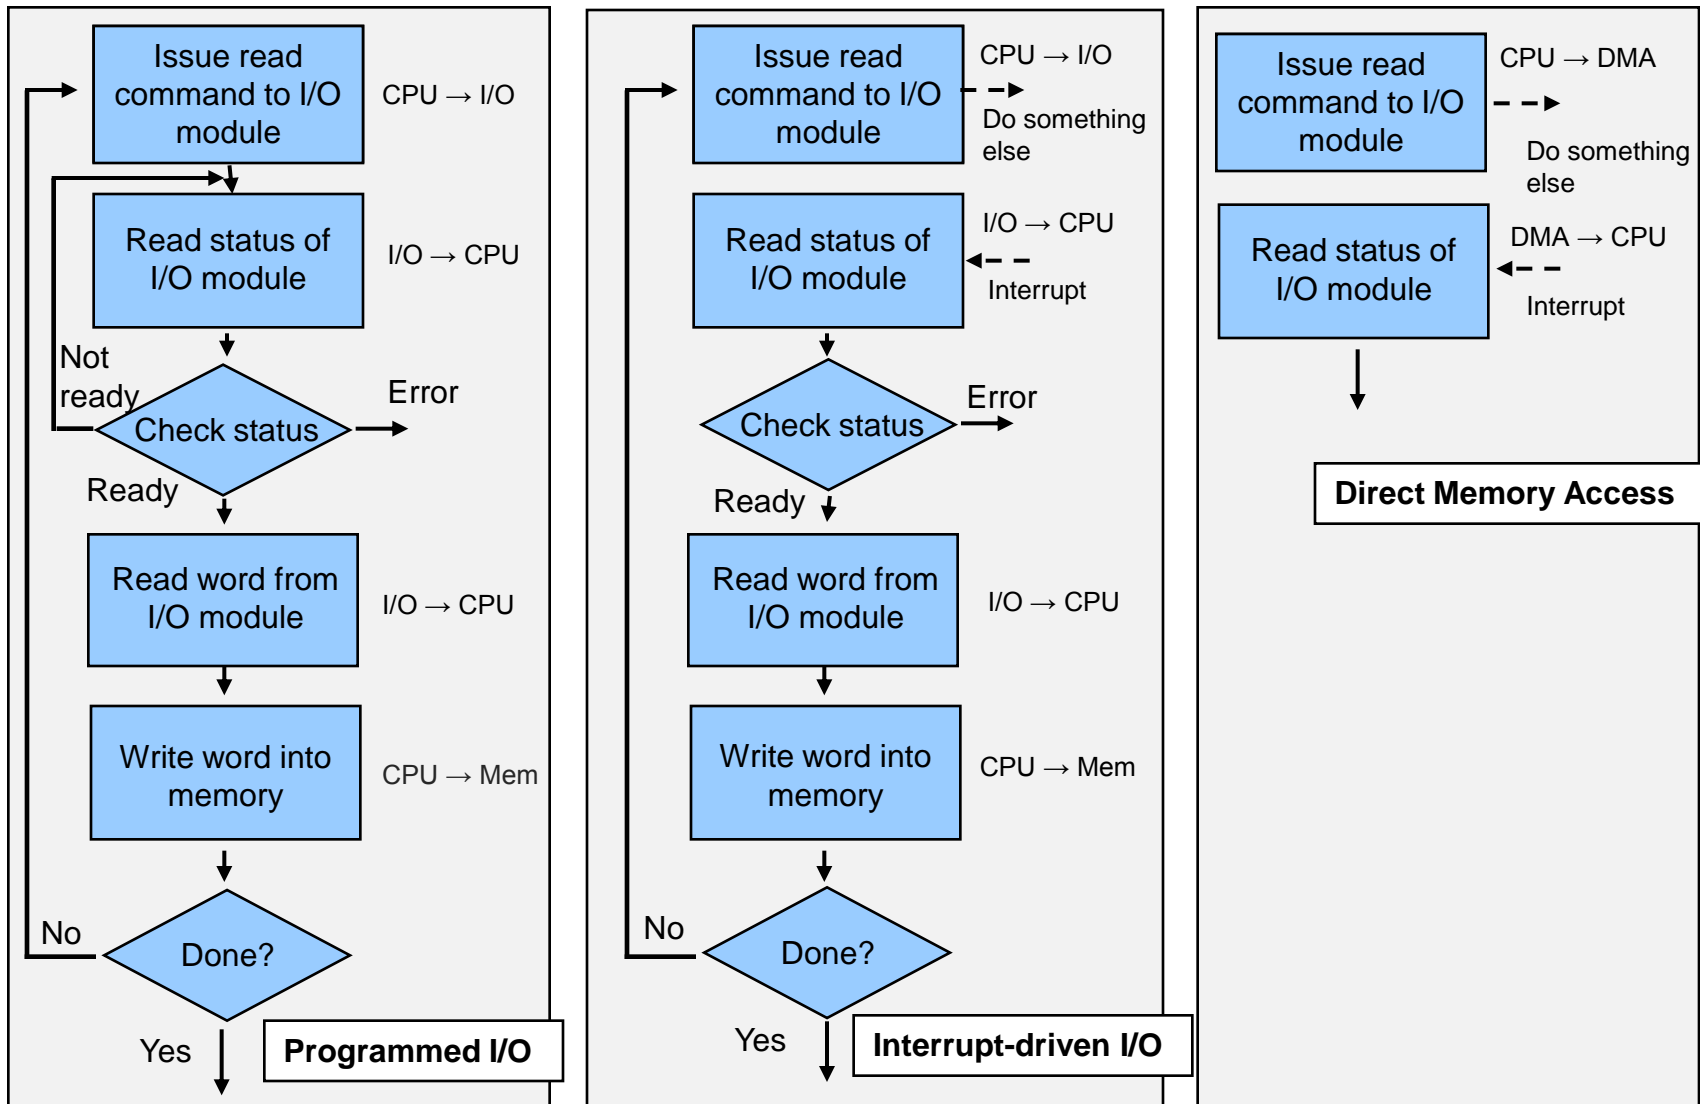 Issue read
command to I/O
module
CPU → I/O
Read status of
I/O module
I/O → CPU
Not
ready
Check status
Error
Ready
Read word from
I/O module
I/O → CPU
Write word into
memory
CPU → Mem
No
Done?
Yes
Programmed I/O
Issue read
command to I/O
module
CPU → I/O
Do something
else
Read status of
I/O module
I/O → CPU
Interrupt
Check status
Error
Ready
Read word from
I/O module
I/O → CPU
Write word into
memory
CPU → Mem
No
Done?
Yes
Interrupt-driven I/O
Issue read
command to I/O
module
CPU → DMA
Do something
else
Read status of
I/O module
DMA → CPU
Interrupt
Direct Memory Access